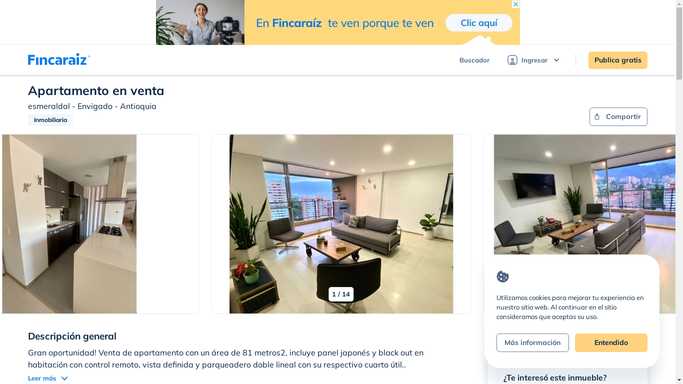 En Fincaraíz te ven porque te ven
Clic aquí
Fincaraíz
Buscador
Ingresar
Publica gratis
Apartamento en venta
esmeraldal - Envigado - Antioquia
Inmobiliaria
Compartir
1 / 14
Utilizamos cookies para mejorar tu experiencia en
nuestro sitio web. Al continuar en el sitio
consideramos que aceptas su uso.
Más información
Entendido
Descripción general
Gran oportunidad! Venta de apartamento con un área de 81 metros2, incluye panel japonés y black out en
habitación con control remoto, vista definida y parqueadero doble lineal con su respectivo cuarto útil..
Leer más
¿Te interesó este inmueble?